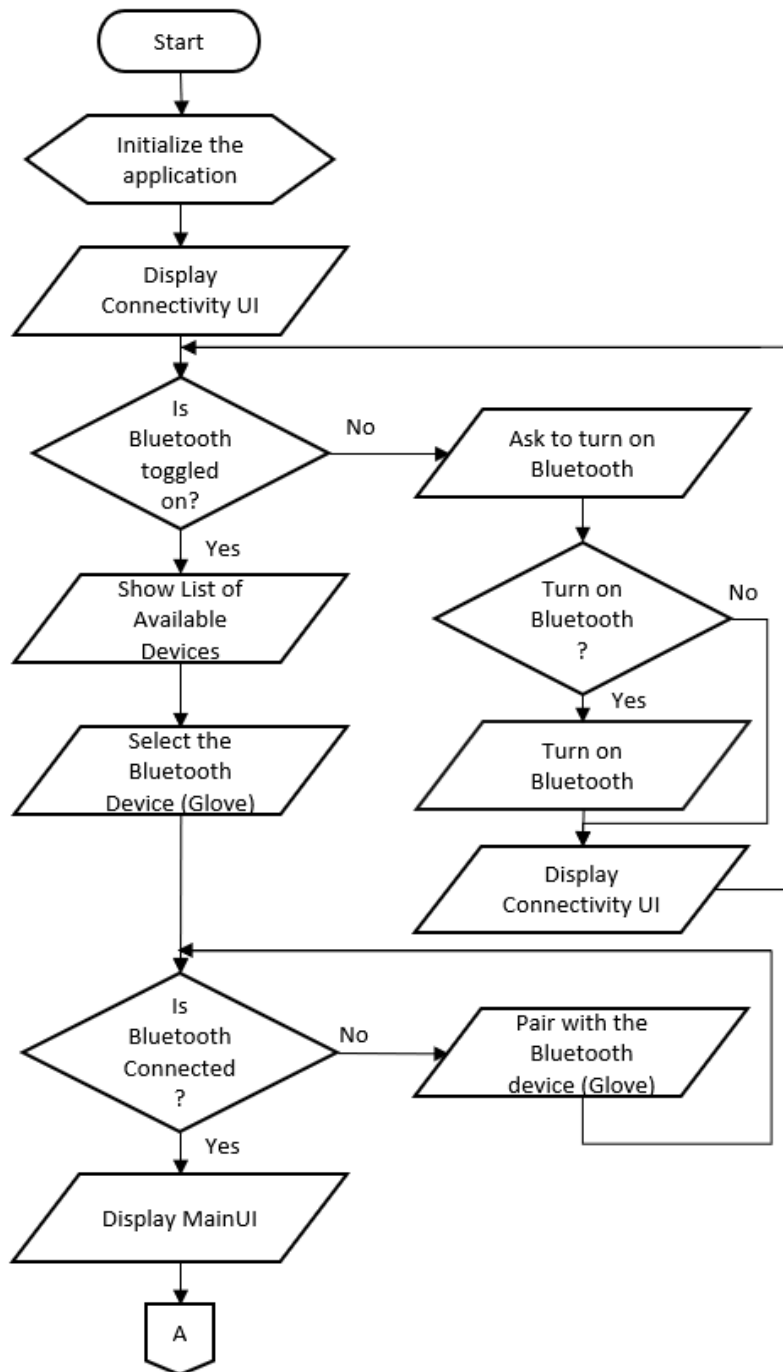 Start
Initialize the
application
Display
Connectivity UI
Is
Bluetooth
toggled
on?
No
Ask to turn on
Bluetooth
Yes
Show List of
Available
Devices
Turn on
Bluetooth
?
No
Yes
Select the
Bluetooth
Device (Glove)
Turn on
Bluetooth
Display
Connectivity UI
Is
Bluetooth
Connected
?
No
Pair with the
Bluetooth
device (Glove)
Yes
Display MainUI
A